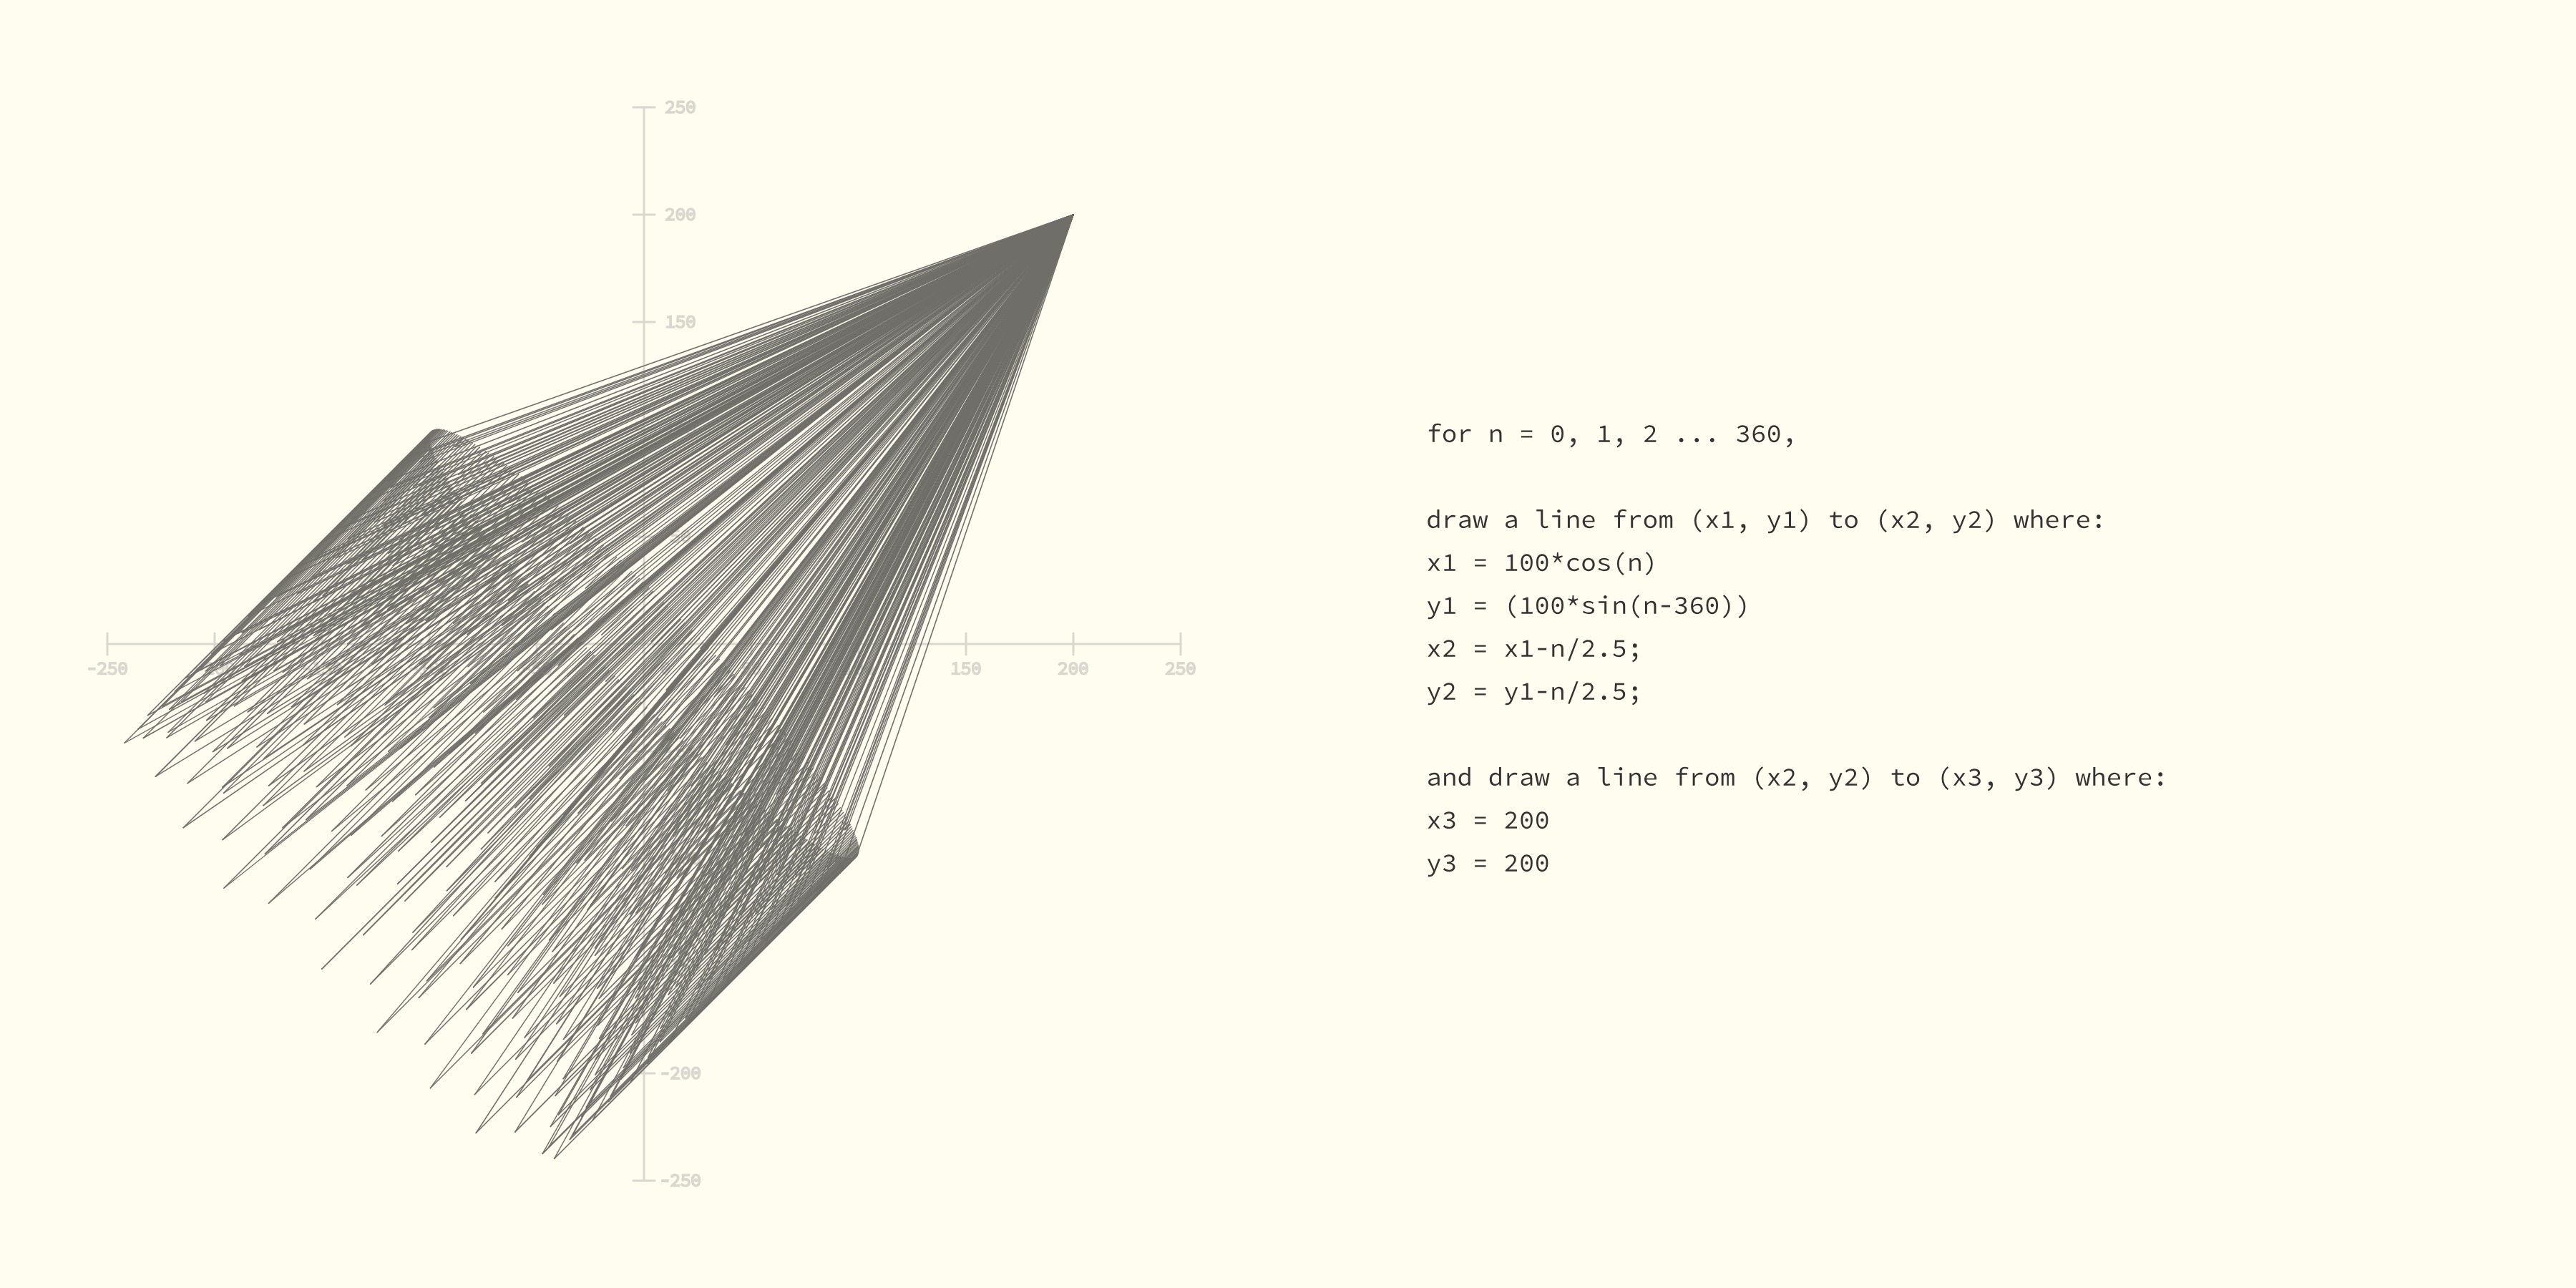 250
200
150
-250
150
200
250
-200
-250
for n = 0, 1, 2 ... 360,
draw a line from (x1, y1) to (x2, y2) where:
x1 = 100*cos(n)
y1 = (100*sin(n-360))
x2 = x1-n/2.5;
y2 = y1-n/2.5;
and draw a line from (x2, y2) to (x3, y3) where:
x3 = 200
y3 = 200